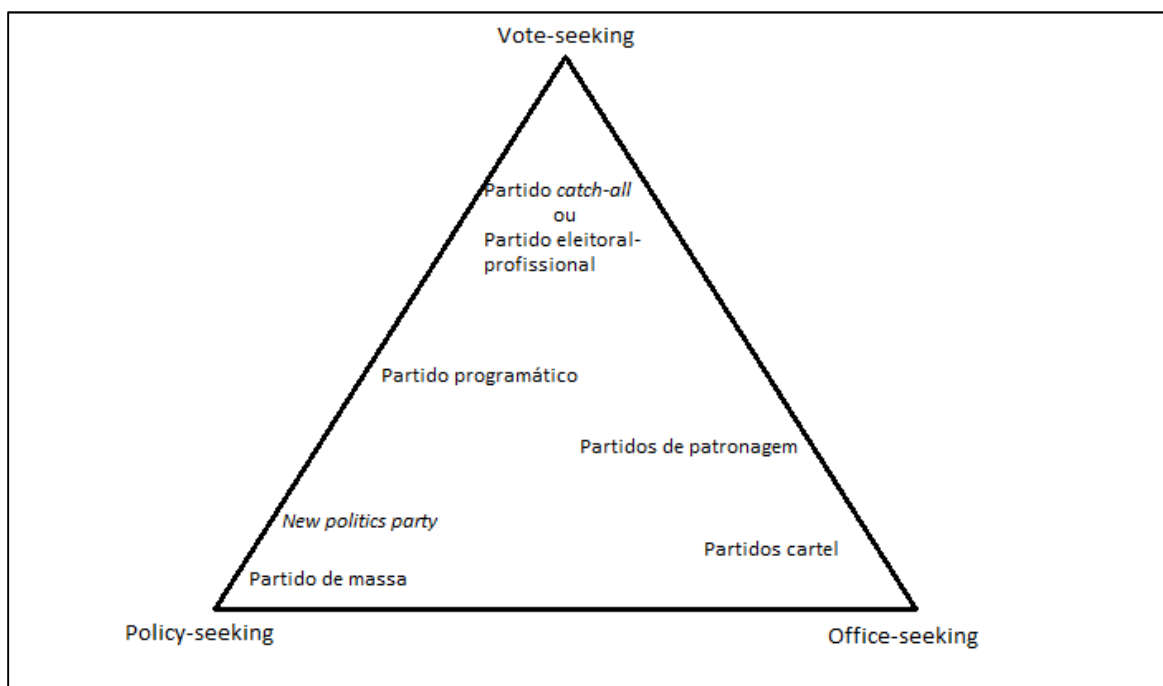 Vote-seeking
Partido catch-all
ou
Partido eleitoral-
profissional
Partido programático
Partidos de patronagem
New politics party
Partidos cartel
Partido de massa
Policy-seeking
Office-seeking